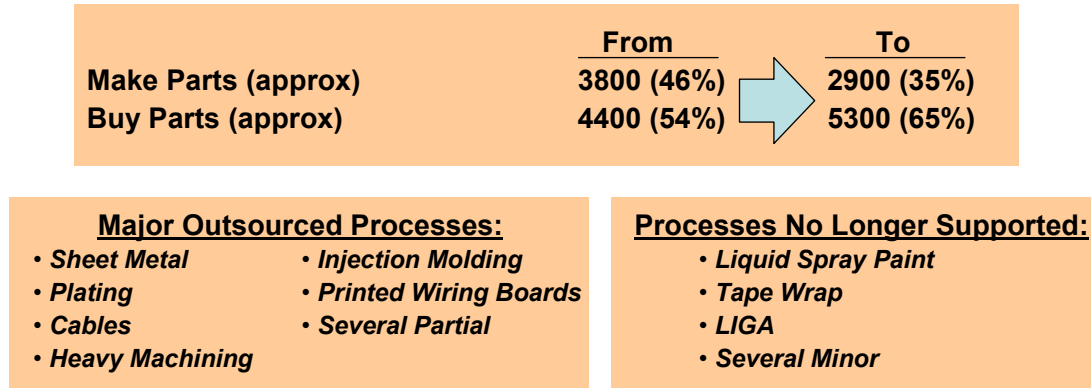 From To
Make Parts (approx) 3800 (46%) 2900 (35%)
Buy Parts (approx) 4400 (54%) 5300 (65%)
Major Outsourced Processes:
• Sheet Metal
• Plating
• Cables
• Heavy Machining
• Injection Molding
• Printed Wiring Boards
• Several Partial
Processes No Longer Supported:
• Liquid Spray Paint
• Tape Wrap
• LIGA
• Several Minor